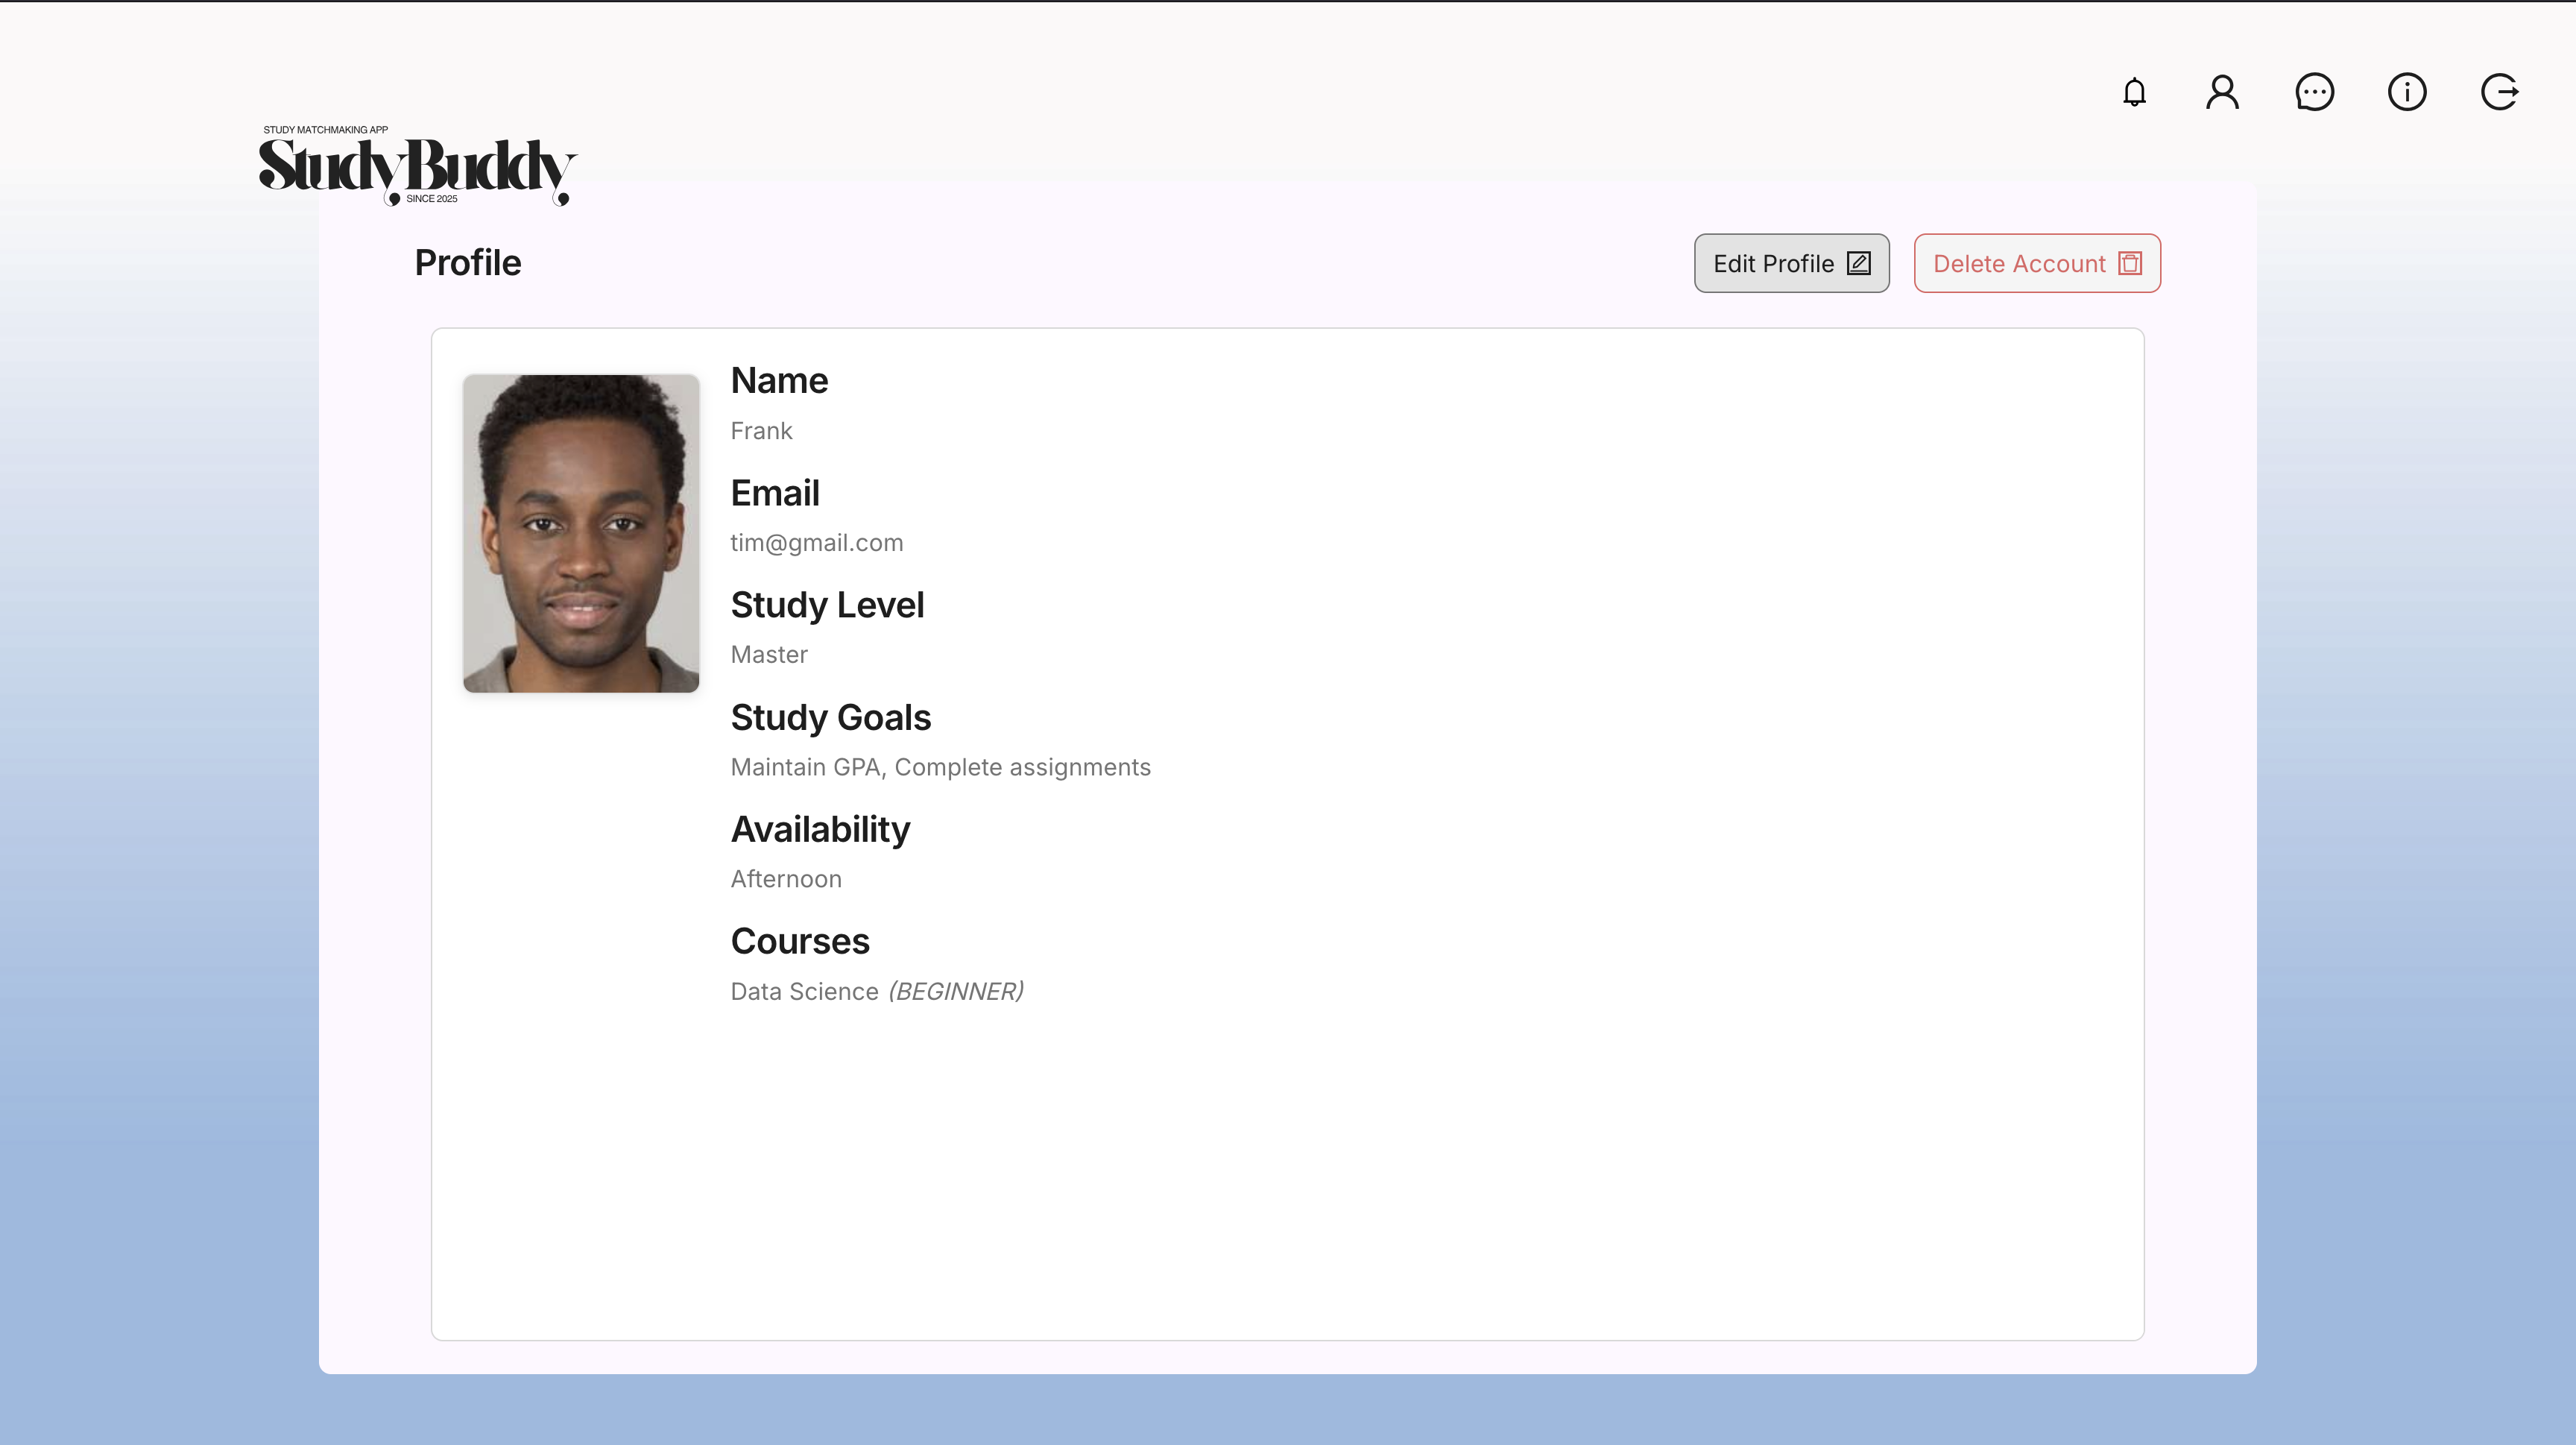 STUDY MATCHMAKING APP
StudyBuddy
SINCE 2025
Profile
Edit Profile
Delete Account
Name
Frank
Email
tim@gmail.com
Study Level
Master
Study Goals
Maintain GPA, Complete assignments
Availability
Afternoon
Courses
Data Science (BEGINNER)